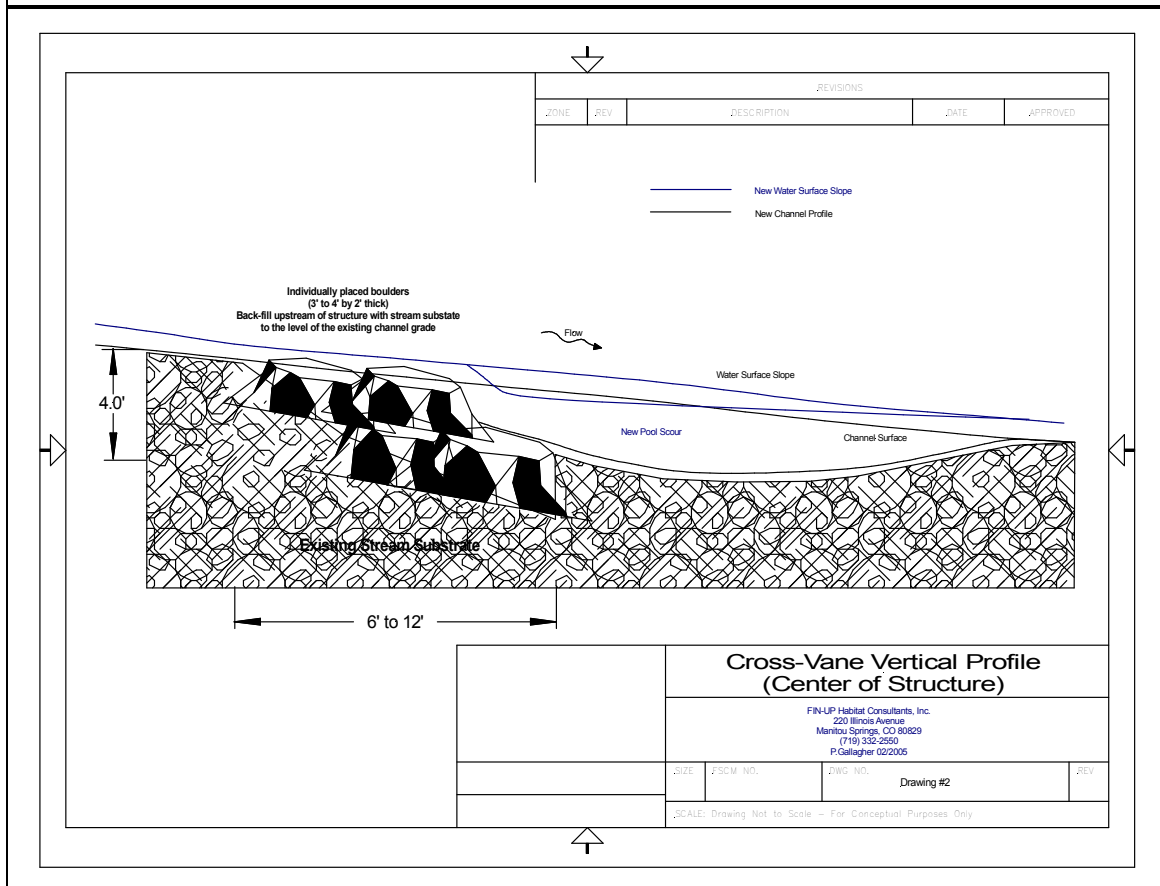 REVISIONS
ZONE REV DESCRIPTION DATE APPROVED
New Water Surface Slope
New Channel Profile
Individually placed boulders
(3' to 4' by 2' thick)
Back-fill upstream of structure with stream substate
to the level of the existing channel grade
Flow
Water Surface Slope
4.0'
New Pool Scour
Channel Surface
Existing Stream Substrate
6' to 12'
Cross-Vane Vertical Profile
(Center of Structure)
FIN-UP Habitat Consultants, Inc.
220 Illinois Avenue
Manitou Springs, CO 80829
(719) 332-2550
P.Gallagher 02/2005
SIZE FSCM NO. DWG NO. REV
Drawing #2
SCALE: Drawing Not to Scale - For Conceptual Purposes Only